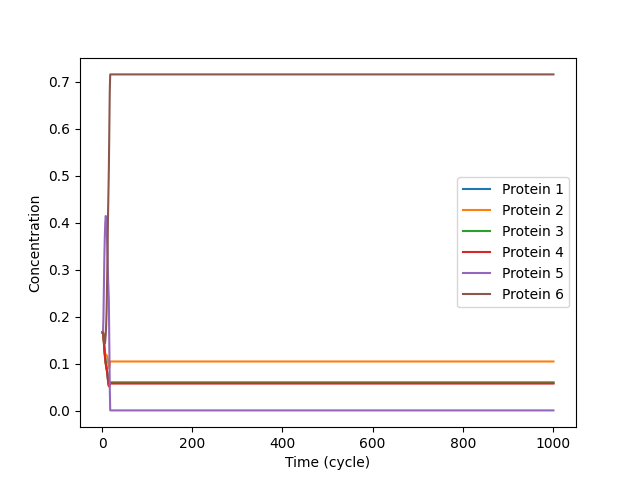 0.7
0.6
0.5
0.4
0.3
0.2
0.1
0.0
Concentration
Protein 1
Protein 2
Protein 3
Protein 4
Protein 5
Protein 6
0 200 400 600 800 1000
Time (cycle)